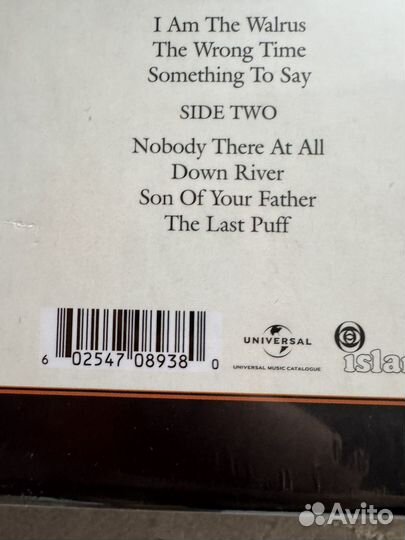 I Am The Walrus
The Wrong Time
Something To Say
SIDE TWO
Nobody There At All
Down River
Son Of Your Father
The Last Puff
6 02547 08938 0
UNIVERSAL
UNIVERSAL MUSIC CATALOGUE
isla
Avito